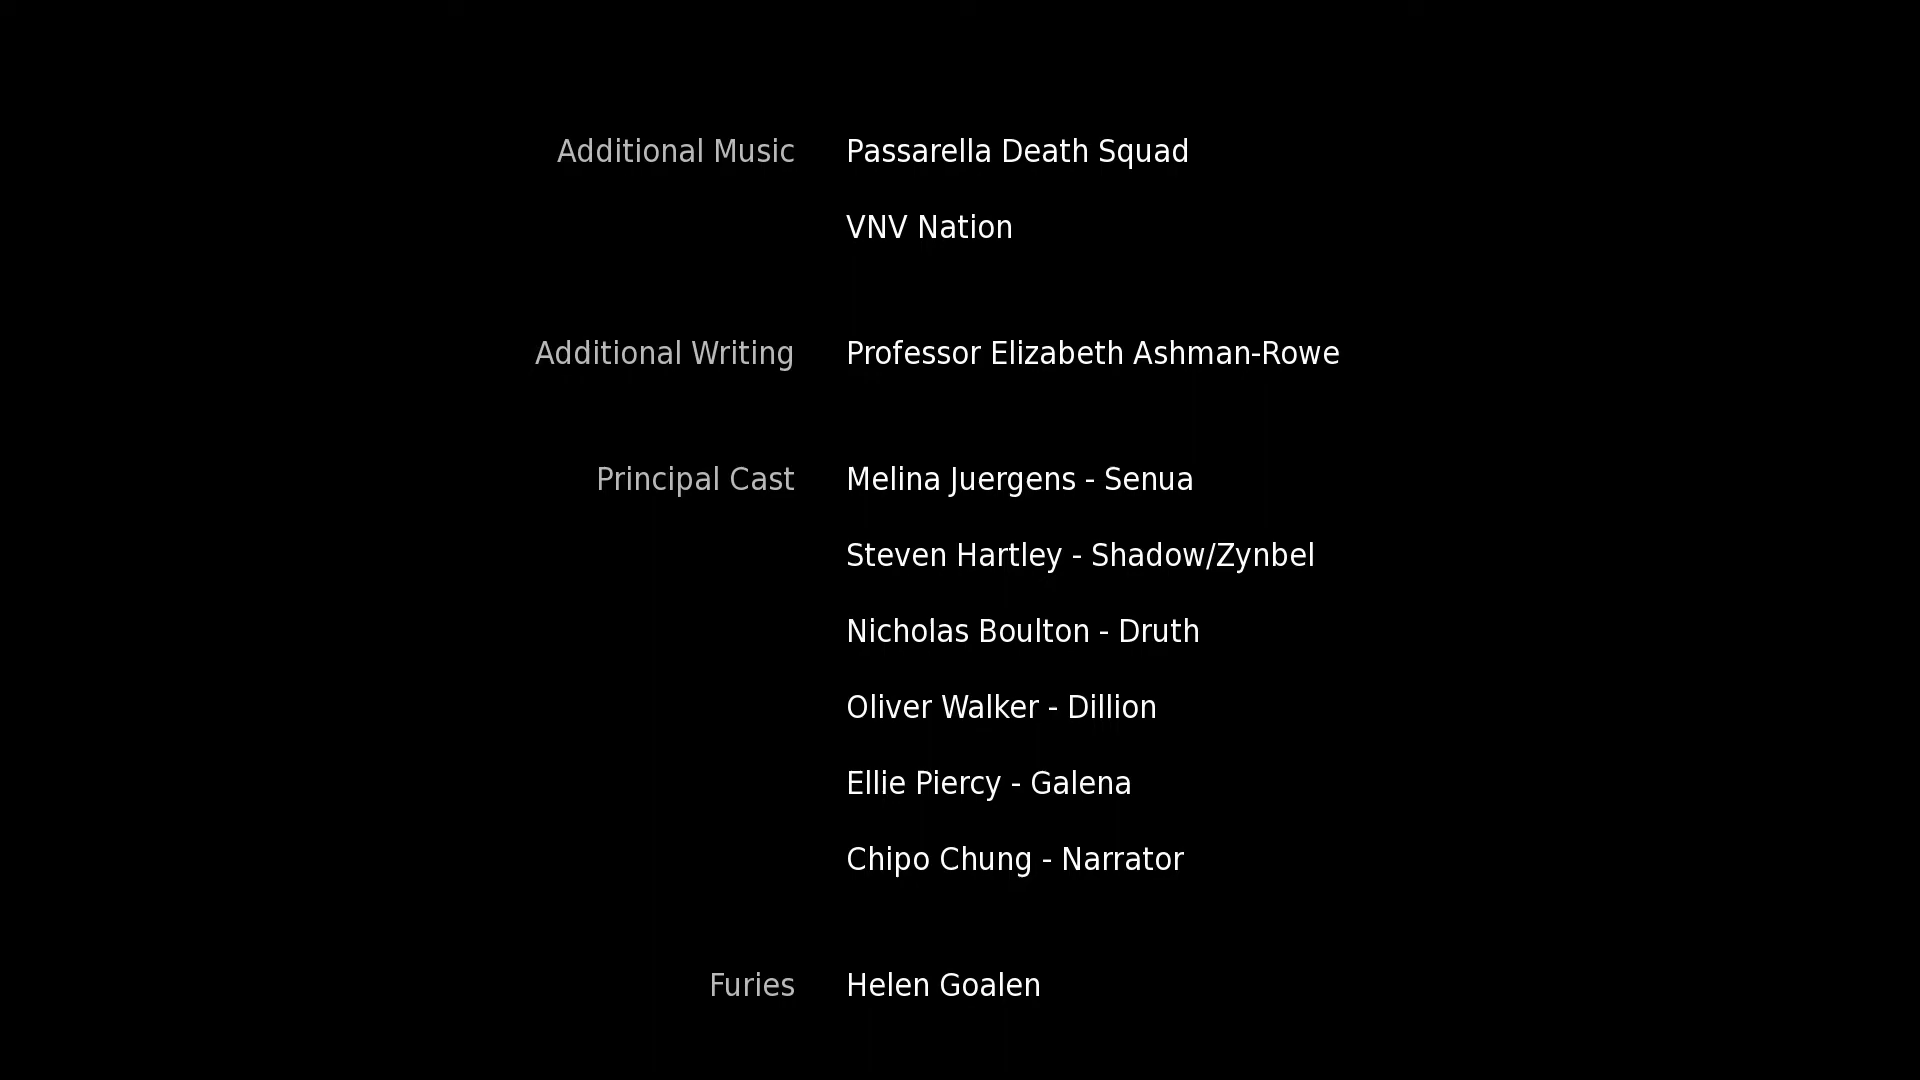 Additional Music Passarella Death Squad
VNV Nation
Additional Writing Professor Elizabeth Ashman-Rowe
Principal Cast Melina Juergens - Senua
Steven Hartley - Shadow/Zynbel
Nicholas Boulton - Druth
Oliver Walker - Dillion
Ellie Piercy - Galena
Chipo Chung - Narrator
Furies Helen Goalen